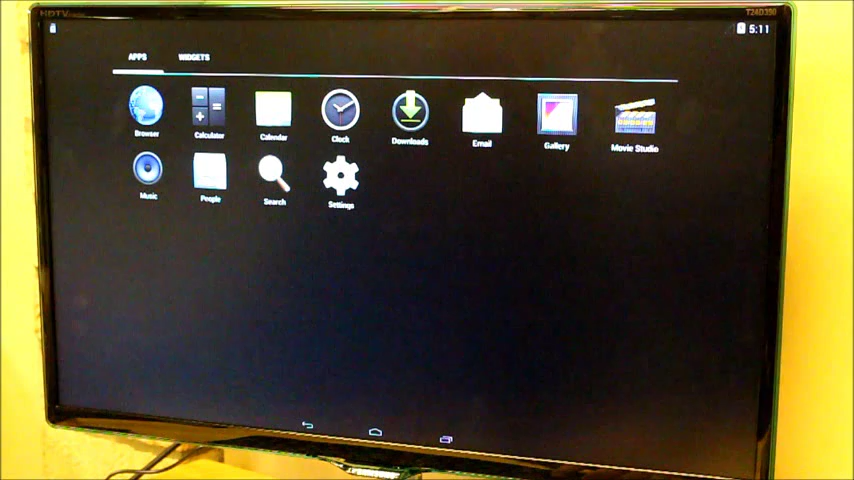 HDTV
T24D390
5:11
APPS WIDGETS
Browser Calculator Calendar Clock Downloads Email Gallery Movie Studio
Music People Search Settings